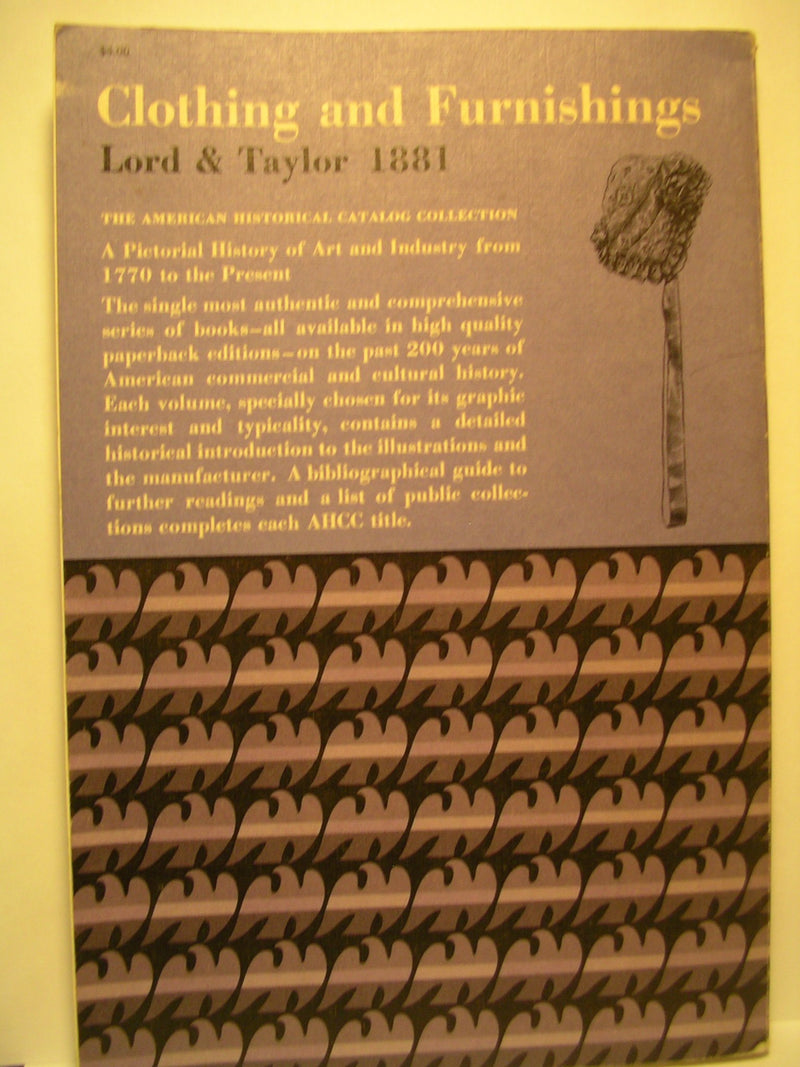 $4.00
Clothing and Furnishings
Lord & Taylor 1881
THE AMERICAN HISTORICAL CATALOG COLLECTION
A Pictorial History of Art and Industry from
1770 to the Present
The single most authentic and comprehensive
series of books—all available in high quality
paperback editions—on the past 200 years of
American commercial and cultural history.
Each volume, specially chosen for its graphic
interest and typicality, contains a detailed
historical introduction to the illustrations and
the manufacturer. A bibliographical guide to
further readings and a list of public collec-
tions completes each AHCC title.